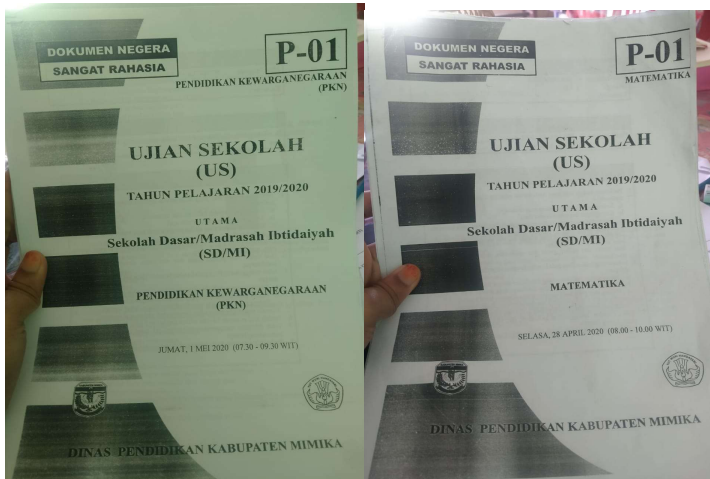 DOKUMEN NEGERA
SANGAT RAHASIA
P-01
PENDIDIKAN KEWARGANEGARAAN
(PKN)
UJIAN SEKOLAH
(US)
TAHUN PELAJARAN 2019/2020
UTAMA
Sekolah Dasar/Madrasah Ibtidaiyah
(SD/MI)
PENDIDIKAN KEWARGANEGARAAN
(PKN)
JUMAT, 1 MEI 2020 (07.30 - 09.30 WIT)
DINAS PENDIDIKAN KABUPATEN MIMIKA
DOKUMEN NEGERA
SANGAT RAHASIA
P-01
MATEMATIKA
UJIAN SEKOLAH
(US)
TAHUN PELAJARAN 2019/2020
UTAMA
Sekolah Dasar/Madrasah Ibtidaiyah
(SD/MI)
MATEMATIKA
SELASA, 28 APRIL 2020 (08.00 - 10.00 WIT)
DINAS PENDIDIKAN KABUPATEN MIMIKA